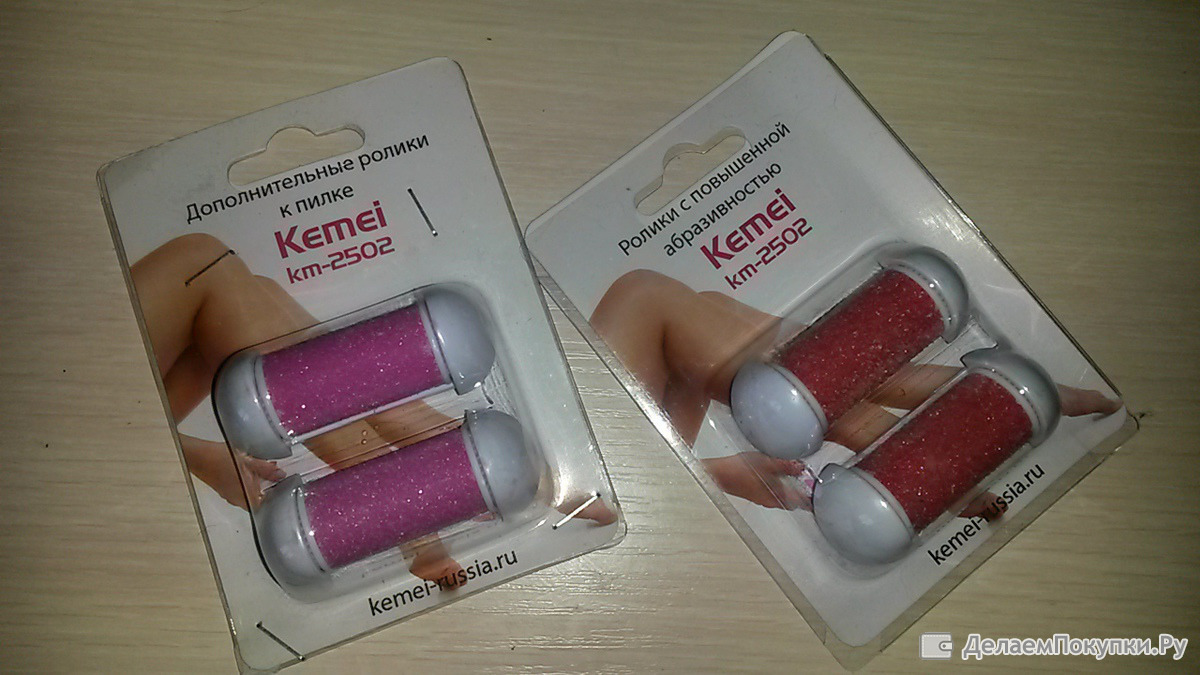 Дополнительные ролики
к пилке
Kemei
km-2502
kemei-russia.ru
Ролики с повышенной
абразивностью
Kemei
km-2502
kemei-russia.ru
ДелаемПокупки.Ру